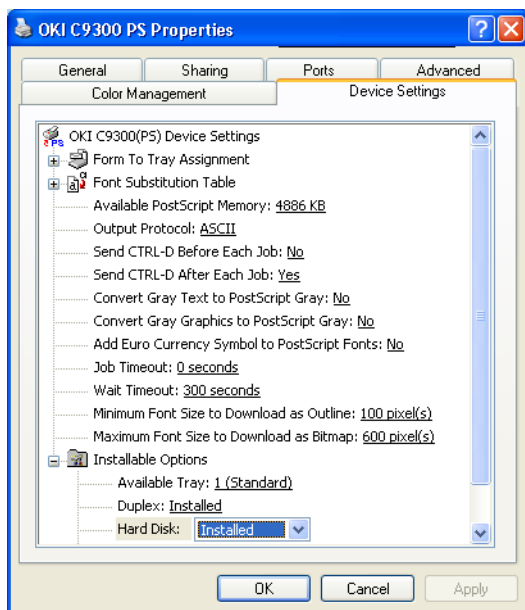 OKI C9300 PS Properties
General Sharing Ports Advanced
Color Management Device Settings
PS OKI C9300(PS) Device Settings
Form To Tray Assignment
a Font Substitution Table
Available PostScript Memory: 4886 KB
Output Protocol: ASCII
Send CTRL-D Before Each Job: No
Send CTRL-D After Each Job: Yes
Convert Gray Text to PostScript Gray: No
Convert Gray Graphics to PostScript Gray: No
Add Euro Currency Symbol to PostScript Fonts: No
Job Timeout: 0 seconds
Wait Timeout: 300 seconds
Minimum Font Size to Download as Outline: 100 pixel(s)
Maximum Font Size to Download as Bitmap: 600 pixel(s)
Installable Options
Available Tray: 1 (Standard)
Duplex: Installed
Hard Disk: Installed
OK Cancel Apply